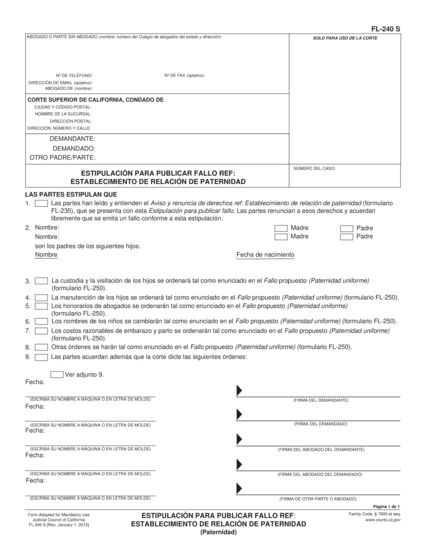 FL-240 S
ABOGADO O PARTE SIN ABOGADO (nombre, número del Colegio de abogados del estado y dirección):
SOLO PARA USO DE LA CORTE
Nº DE TELÉFONO:
Nº DE FAX (optativo):
DIRECCIÓN DE EMAIL (optativo):
ABOGADO DE (nombre):
CORTE SUPERIOR DE CALIFORNIA, CONDADO DE
CIUDAD Y CÓDIGO POSTAL:
NOMBRE DE LA SUCURSAL:
DIRECCIÓN POSTAL:
DIRECCIÓN, NÚMERO Y CALLE:
DEMANDANTE:
DEMANDADO:
OTRO PADRE/PARTE:
ESTIPULACIÓN PARA PUBLICAR FALLO REF:
ESTABLECIMIENTO DE RELACIÓN DE PATERNIDAD
NÚMERO DEL CASO:
LAS PARTES ESTIPULAN QUE
1. Las partes han leído y entienden el Aviso y renuncia de derechos ref: Establecimiento de relación de paternidad (formulario
FL-235), que se presenta con esta Estipulación para publicar fallo. Las partes renuncian a esos derechos y acuerdan
libremente que se emita un fallo conforme a esta estipulación.
2. Nombre: Madre Padre
Nombre: Madre Padre
son los padres de los siguientes hijos:
Nombre Fecha de nacimiento
3. La custodia y la visitación de los hijos se ordenará tal como enunciado en el Fallo propuesto (Paternidad uniforme)
(formulario FL-250).
4. La manutención de los hijos se ordenará tal como enunciado en el Fallo propuesto (Paternidad uniforme) (formulario FL-250).
5. Los honorarios de abogados se ordenarán tal como enunciado en el Fallo propuesto (Paternidad uniforme)
(formulario FL-250).
6. Los nombres de los niños se cambiarán tal como enunciado en el Fallo propuesto (Paternidad uniforme) (formulario FL-250).
7. Los costos razonables de embarazo y parto se ordenarán tal como enunciado en el Fallo propuesto (Paternidad uniforme)
(formulario FL-250).
8. Otras órdenes se harán tal como enunciado en el Fallo propuesto (Paternidad uniforme) (formulario FL-250).
9. Las partes acuerdan además que la corte dicte las siguientes órdenes:
Ver adjunto 9.
Fecha:
(ESCRIBA SU NOMBRE A MÁQUINA O EN LETRA DE MOLDE) (FIRMA DEL DEMANDANTE)
Fecha:
(ESCRIBA SU NOMBRE A MÁQUINA O EN LETRA DE MOLDE) (FIRMA DEL DEMANDADO)
Fecha:
(ESCRIBA SU NOMBRE A MÁQUINA O EN LETRA DE MOLDE) (FIRMA DEL ABOGADO DEL DEMANDANTE)
Fecha:
(ESCRIBA SU NOMBRE A MÁQUINA O EN LETRA DE MOLDE) (FIRMA DEL ABOGADO DEL DEMANDADO)
Fecha:
(ESCRIBA SU NOMBRE A MÁQUINA O EN LETRA DE MOLDE) (FIRMA DE OTRA PARTE O ABOGADO)
Página 1 de 1
Form Adopted for Mandatory Use
Judicial Council of California
FL-240 S [Rev. January 1, 2015]
ESTIPULACIÓN PARA PUBLICAR FALLO REF:
ESTABLECIMIENTO DE RELACIÓN DE PATERNIDAD
(Paternidad)
Family Code, § 7600 et seq.
www.courts.ca.gov